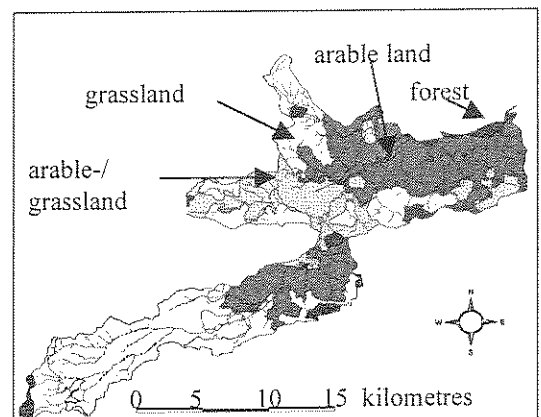 arable land
grassland
forest
arable-/
grassland
N
W E
S
0 5 10 15 kilometres